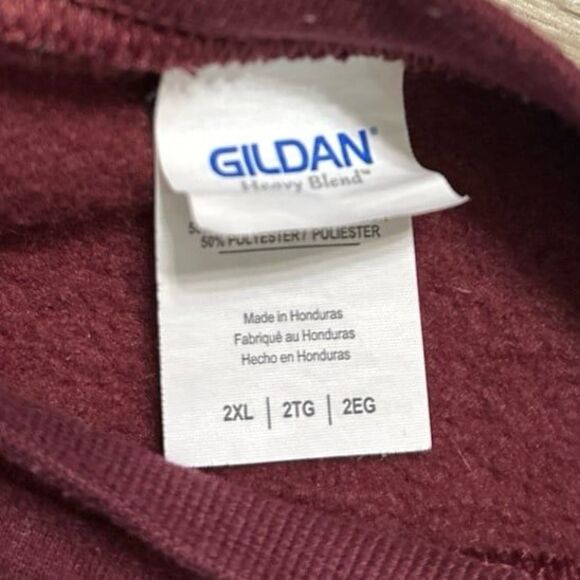 GILDAN®
Heavy Blend™
50% POLYESTER / POLIESTER
Made in Honduras
Fabriqué au Honduras
Hecho en Honduras
2XL | 2TG | 2EG